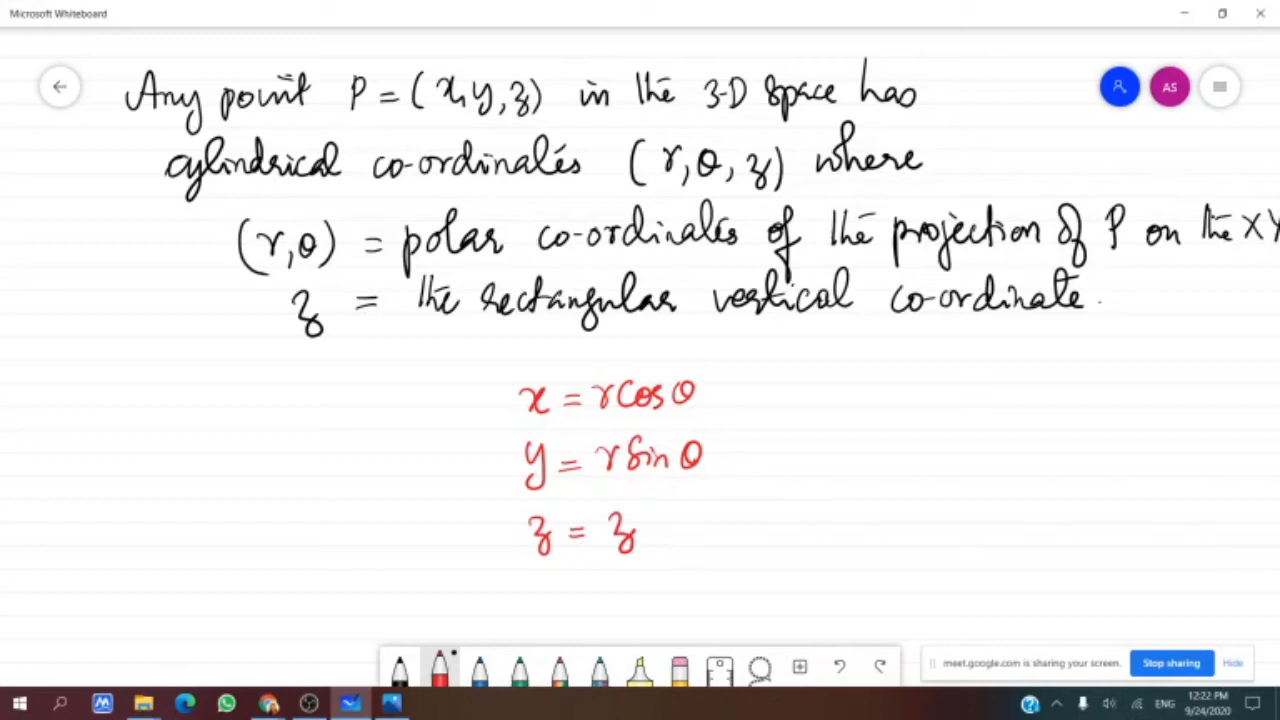 Microsoft Whiteboard
Any point P = (x, y, z) in the 3-D space has
AS
cylindrical co-ordinates (r, θ, z) where
(r, θ) = polar co-ordinates of the projection of P on the XY
z = the rectangular vertical co-ordinate.
x = r cos θ
y = r sin θ
z = z
meet.google.com is sharing your screen. Stop sharing Hide
ENG
12:22 PM
9/24/2020